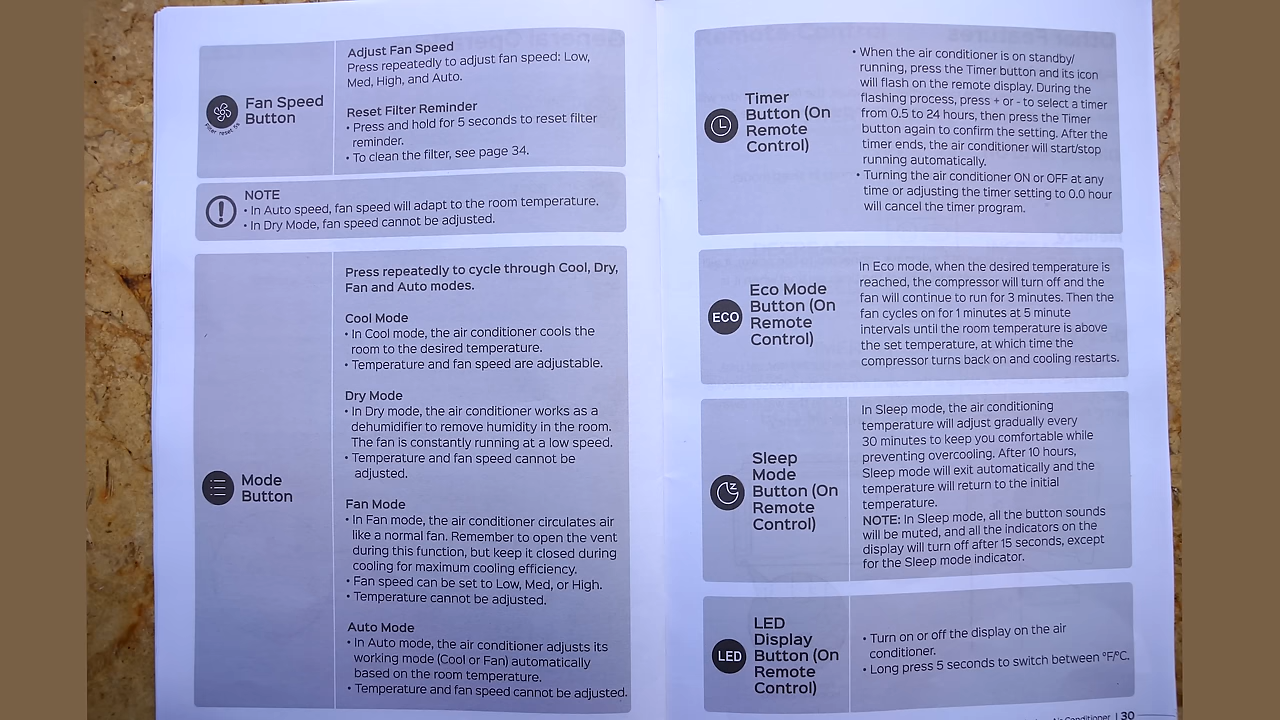 Adjust Fan Speed
Press repeatedly to adjust fan speed: Low,
Med, High, and Auto.
Fan Speed
Button
Filter reset 5s
Reset Filter Reminder
• Press and hold for 5 seconds to reset filter
reminder.
• To clean the filter, see page 34.
NOTE
• In Auto speed, fan speed will adapt to the room temperature.
• In Dry Mode, fan speed cannot be adjusted.
Mode
Button
Press repeatedly to cycle through Cool, Dry,
Fan and Auto modes.
Cool Mode
• In Cool mode, the air conditioner cools the
room to the desired temperature.
• Temperature and fan speed are adjustable.
Dry Mode
• In Dry mode, the air conditioner works as a
dehumidifier to remove humidity in the room.
The fan is constantly running at a low speed.
• Temperature and fan speed cannot be
adjusted.
Fan Mode
• In Fan mode, the air conditioner circulates air
like a normal fan. Remember to open the vent
during this function, but keep it closed during
cooling for maximum cooling efficiency.
• Fan speed can be set to Low, Med, or High.
• Temperature cannot be adjusted.
Auto Mode
• In Auto mode, the air conditioner adjusts its
working mode (Cool or Fan) automatically
based on the room temperature.
• Temperature and fan speed cannot be adjusted.
Timer
Button (On
Remote
Control)
• When the air conditioner is on standby/
running, press the Timer button and its icon
will flash on the remote display. During the
flashing process, press + or - to select a timer
from 0.5 to 24 hours, then press the Timer
button again to confirm the setting. After the
timer ends, the air conditioner will start/stop
running automatically.
• Turning the air conditioner ON or OFF at any
time or adjusting the timer setting to 0.0 hour
will cancel the timer program.
ECO
Eco Mode
Button (On
Remote
Control)
In Eco mode, when the desired temperature is
reached, the compressor will turn off and the
fan will continue to run for 3 minutes. Then the
fan cycles on for 1 minutes at 5 minute
intervals until the room temperature is above
the set temperature, at which time the
compressor turns back on and cooling restarts.
Sleep
Mode
Button (On
Remote
Control)
In Sleep mode, the air conditioning
temperature will adjust gradually every
30 minutes to keep you comfortable while
preventing overcooling. After 10 hours,
Sleep mode will exit automatically and the
temperature will return to the initial
temperature.
NOTE: In Sleep mode, all the button sounds
will be muted, and all the indicators on the
display will turn off after 15 seconds, except
for the Sleep mode indicator.
LED
LED
Display
Button (On
Remote
Control)
• Turn on or off the display on the air
conditioner.
• Long press 5 seconds to switch between °F/°C.
Air Conditioner | 30